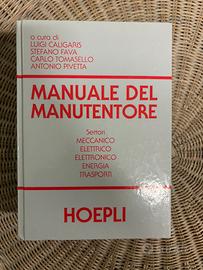 a cura di
LUIGI CALIGARIS
STEFANO FAVA
CARLO TOMASELLO
ANTONIO PIVETTA
MANUALE DEL
MANUTENTORE
Settori
MECCANICO
ELETTRICO
ELETTRONICO
ENERGIA
TRASPORTI
HOEPLI